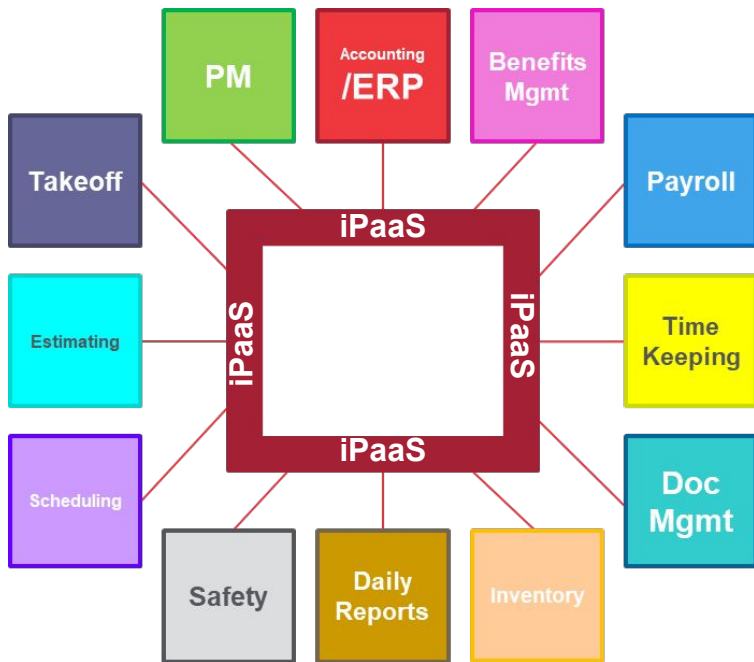 PM
Accounting
/ERP
Benefits
Mgmt
Takeoff
Payroll
iPaaS
Estimating
iPaaS
iPaaS
Time
Keeping
iPaaS
Scheduling
Doc
Mgmt
Safety
Daily
Reports
Inventory